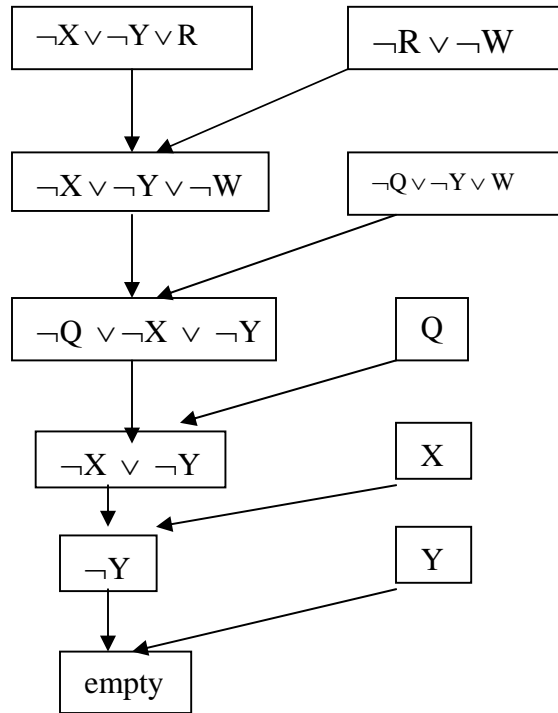 ¬X ∨ ¬Y ∨ R
¬R ∨ ¬W
¬X ∨ ¬Y ∨ ¬W
¬Q ∨ ¬Y ∨ W
¬Q ∨ ¬X ∨ ¬Y
Q
¬X ∨ ¬Y
X
¬Y
Y
empty